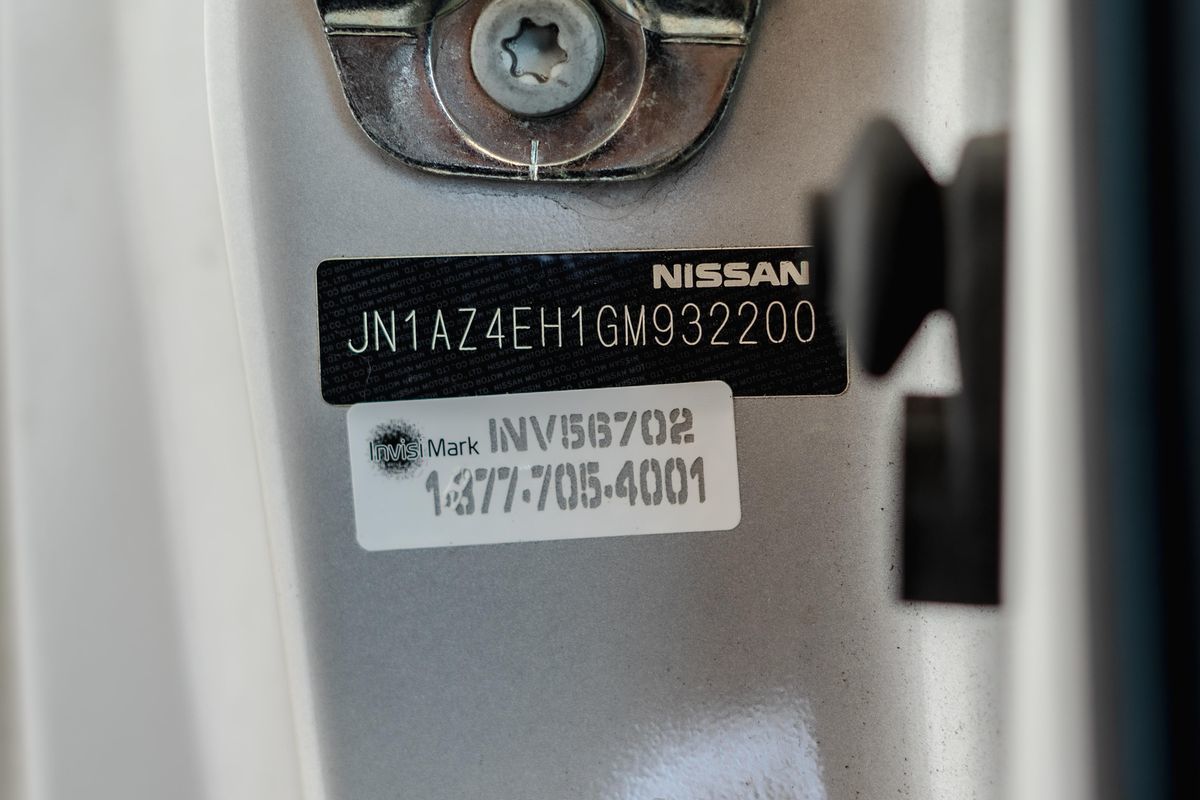 NISSAN
JN1AZ4EH1GM932200
InvisiMark INV56702
1.877.705.4001